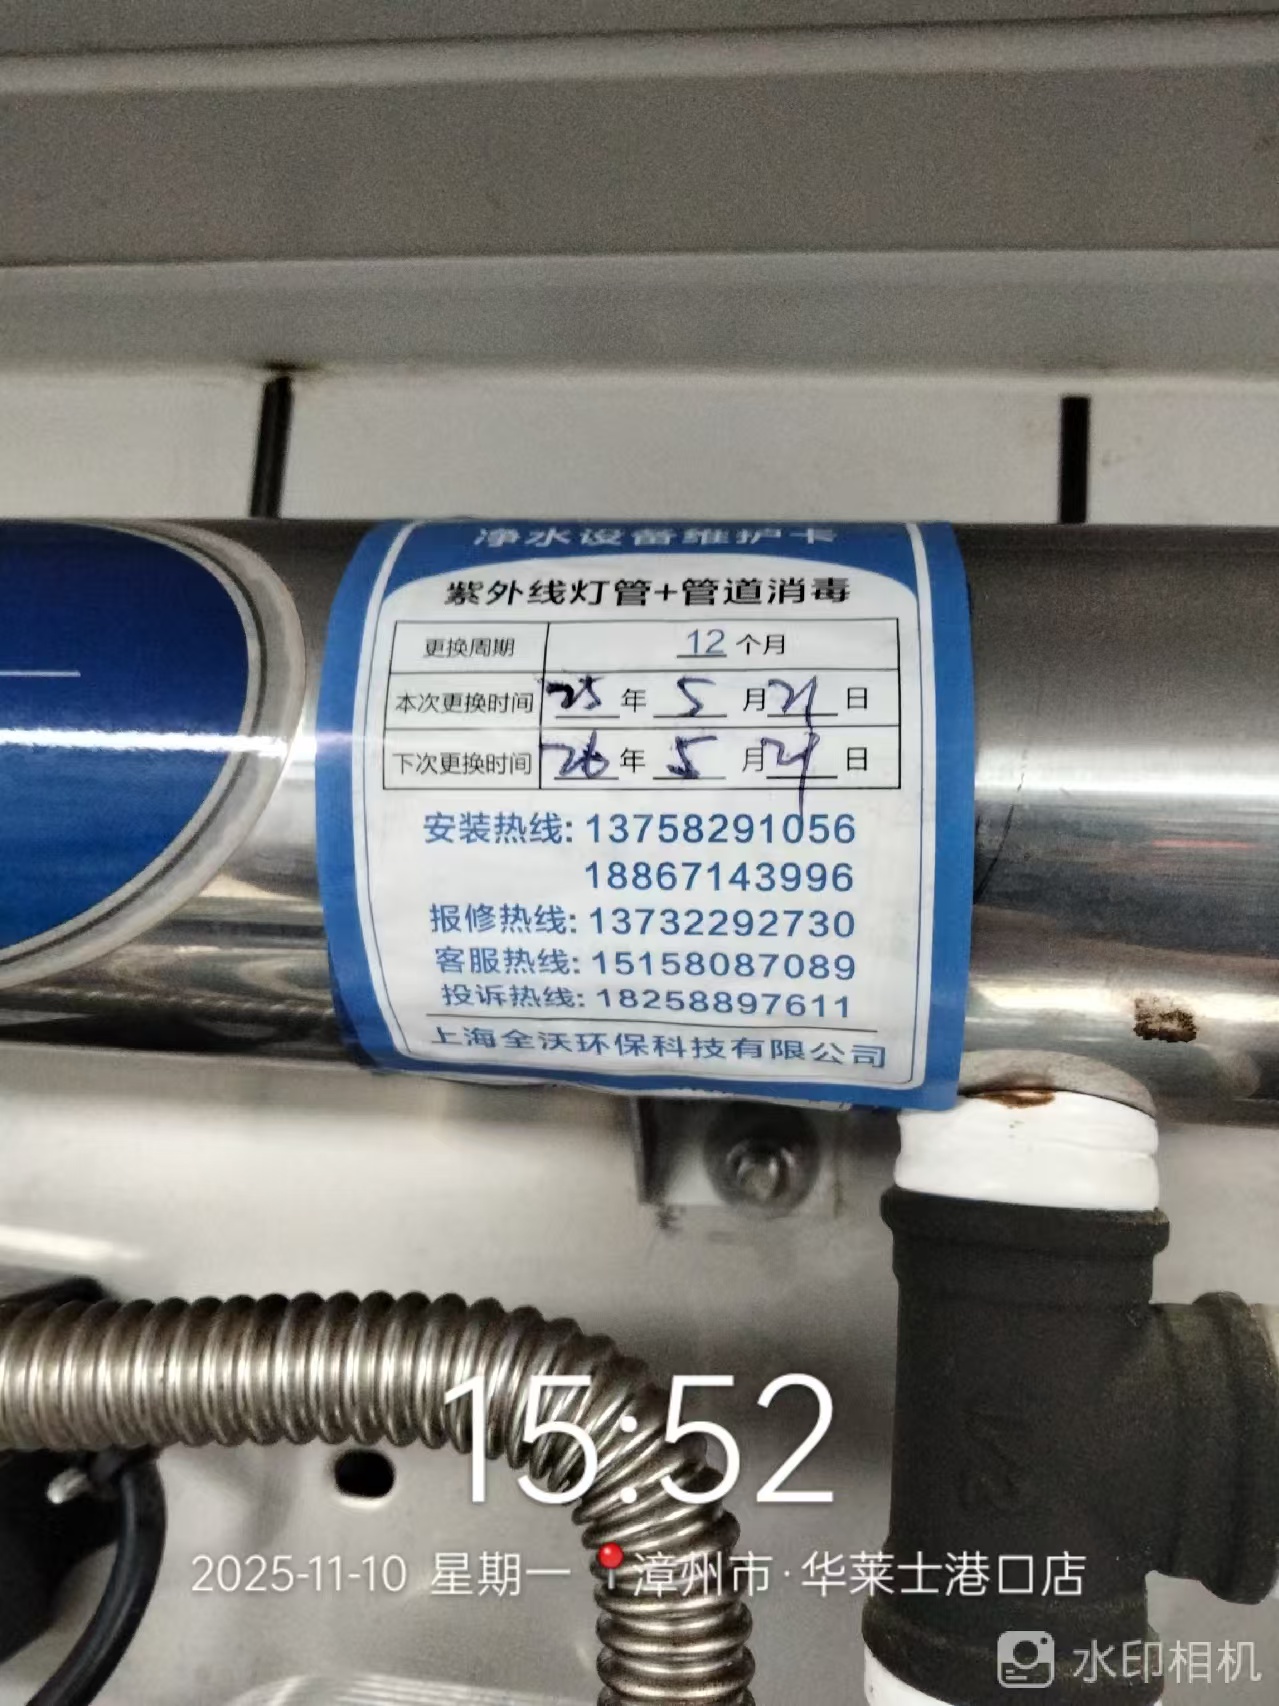 净水设备维护卡
紫外线灯管+管道消毒
更换周期 12 个月
本次更换时间 25 年 5 月 21 日
下次更换时间 26 年 5 月 21 日
安装热线: 13758291056
18867143996
报修热线: 13732292730
客服热线: 15158087089
投诉热线: 18258897611
上海全沃环保科技有限公司
15:52
2025-11-10 星期一 漳州市·华莱士港口店
水印相机